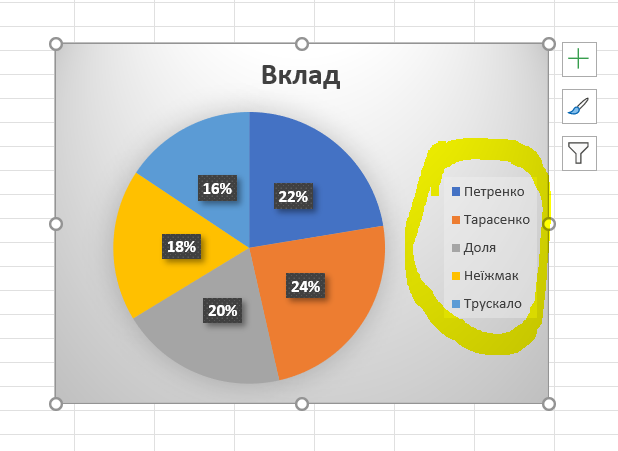 Вклад
16%
22%
18%
24%
20%
Петренко
Тарасенко
Доля
Неїжмак
Трускало